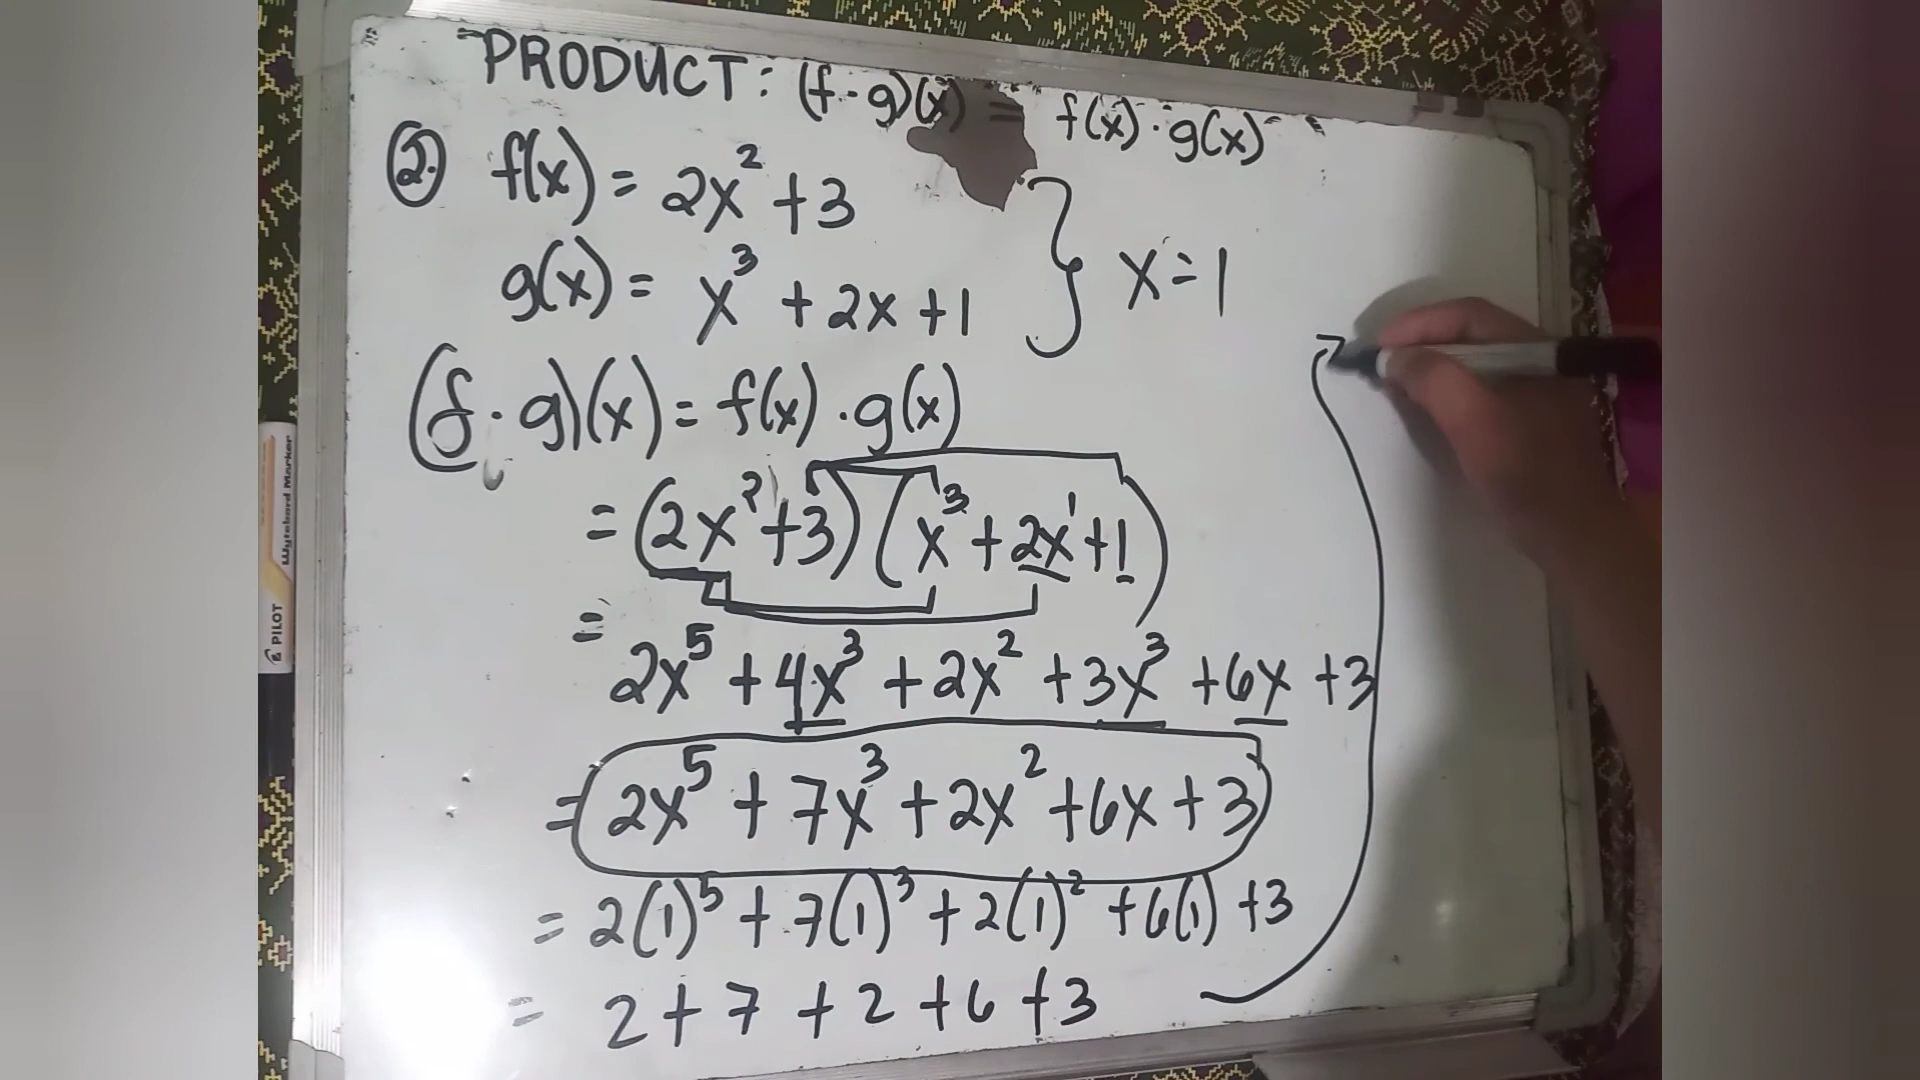 PRODUCT: (f·g)(x) = f(x)·g(x)
2. f(x) = 2x² + 3
g(x) = x³ + 2x + 1
x = 1
(f·g)(x) = f(x)·g(x)
= (2x² + 3)(x³ + 2x¹ + 1)
=
2x⁵ + 4x³ + 2x² + 3x³ + 6x + 3
= 2x⁵ + 7x³ + 2x² + 6x + 3
= 2(1)⁵ + 7(1)³ + 2(1)² + 6(1) + 3
= 2 + 7 + 2 + 6 + 3
Wyteboard Marker
PILOT